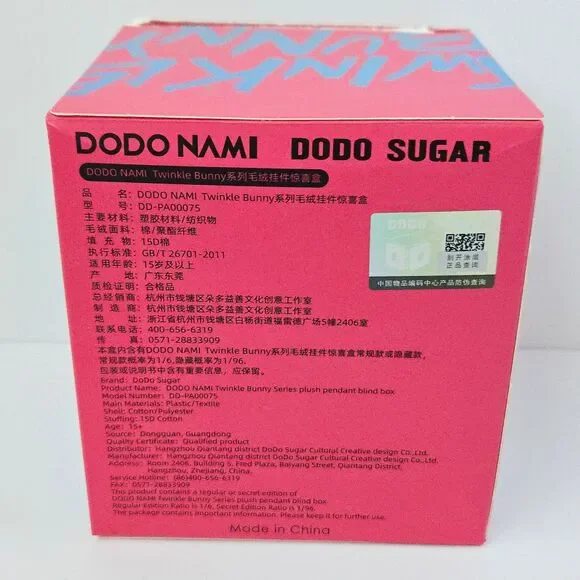 TWINKLE
BUNNY
DODO NAMI DODO SUGAR
DODO NAMI Twinkle Bunny系列毛绒挂件惊喜盒
品 名: DODO NAMI Twinkle Bunny系列毛绒挂件惊喜盒
型 号: DD-PA00075
主要材料: 塑胶材料/纺织物
毛绒面料: 棉/聚酯纤维
填 充 物: 15D棉
执行标准: GB/T 26701-2011
适用年龄: 15岁及以上
产 地: 广东东莞
质检证明: 合格品
总经销商: 杭州市钱塘区朵多益善文化创意工作室
制 造 商: 杭州市钱塘区朵多益善文化创意工作室
地 址: 浙江省杭州市钱塘区白杨街道福雷德广场5幢2406室
联系电话: 400-656-6319
传 真: 0571-28833909
本盒内含有DODO NAMI Twinkle Bunny系列毛绒挂件惊喜盒常规款或隐藏款,
常规款概率为1/6,隐藏概率为1/96.
包装或说明书中含有重要信息, 应保留。
Brand : DoDo Sugar
Product Name: DODO NAMI Twinkle Bunny Series plush pendant blind box
Model Number: DD-PA00075
Main Materials: Plastic/Textile
Shell: Cotton/Polyester
Stuffing: 15D Cotton
Age: 15+
Source: Dongguan, Guangdong
Quality Certificate: Qualified product
Distributor: Hangzhou Qiantang district DoDo Sugar Cultural Creative design Co.,Ltd.
Manufacturer: Hangzhou Qiantang district DoDo Sugar Cultural Creative design Co.,Ltd.
Address: Room 2406, Building 5, Fred Plaza, Baiyang Street, Qiantang District,
Hangzhou, Zhejiang, China.
Service Hotline: (86)400-656-6319
FAX: 0571-28833909
This product contains a regular or secret edition of
DODO NAMI Twinkle Bunny Series plush pendant blind box.
Regular Edition Ratio is 1/6, Secret Edition Ratio is 1/96.
The package contains important information. Please keep it for further use.
Made in China
DODO
DD
刮开涂层
正品查询
中国物品编码中心产品防伪查询